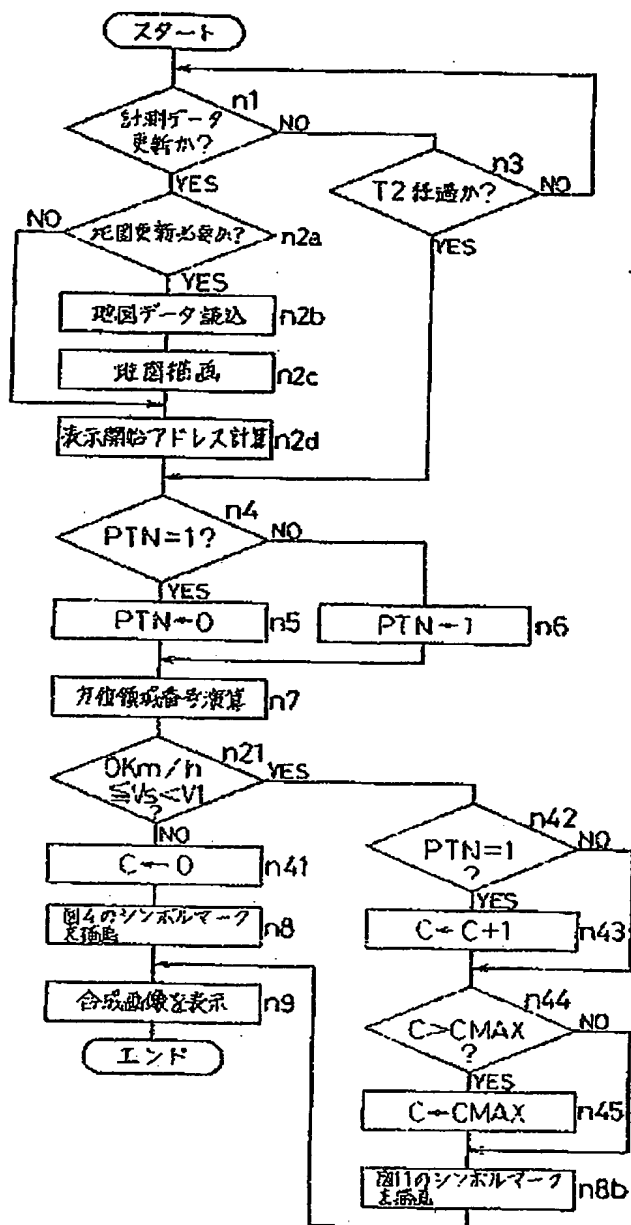 スタート
n1
計測データ
更新か?
NO
YES
n3
T2経過か?
NO
YES
NO
地図更新必要か?
n2a
YES
地図データ読込
n2b
地図描画
n2c
表示開始アドレス計算
n2d
n4
PTN=1?
NO
YES
PTN←0
n5
PTN←1
n6
方位領域番号演算
n7
n21
0Km/h
≦Vs<V1
?
YES
NO
n42
PTN=1
?
NO
YES
C←0
n41
C←C+1
n43
図4のシンボルマーク
を描画
n8
n44
C>CMAX
?
NO
YES
合成画像を表示
n9
エンド
C←CMAX
n45
図11のシンボルマーク
を描画
n8b